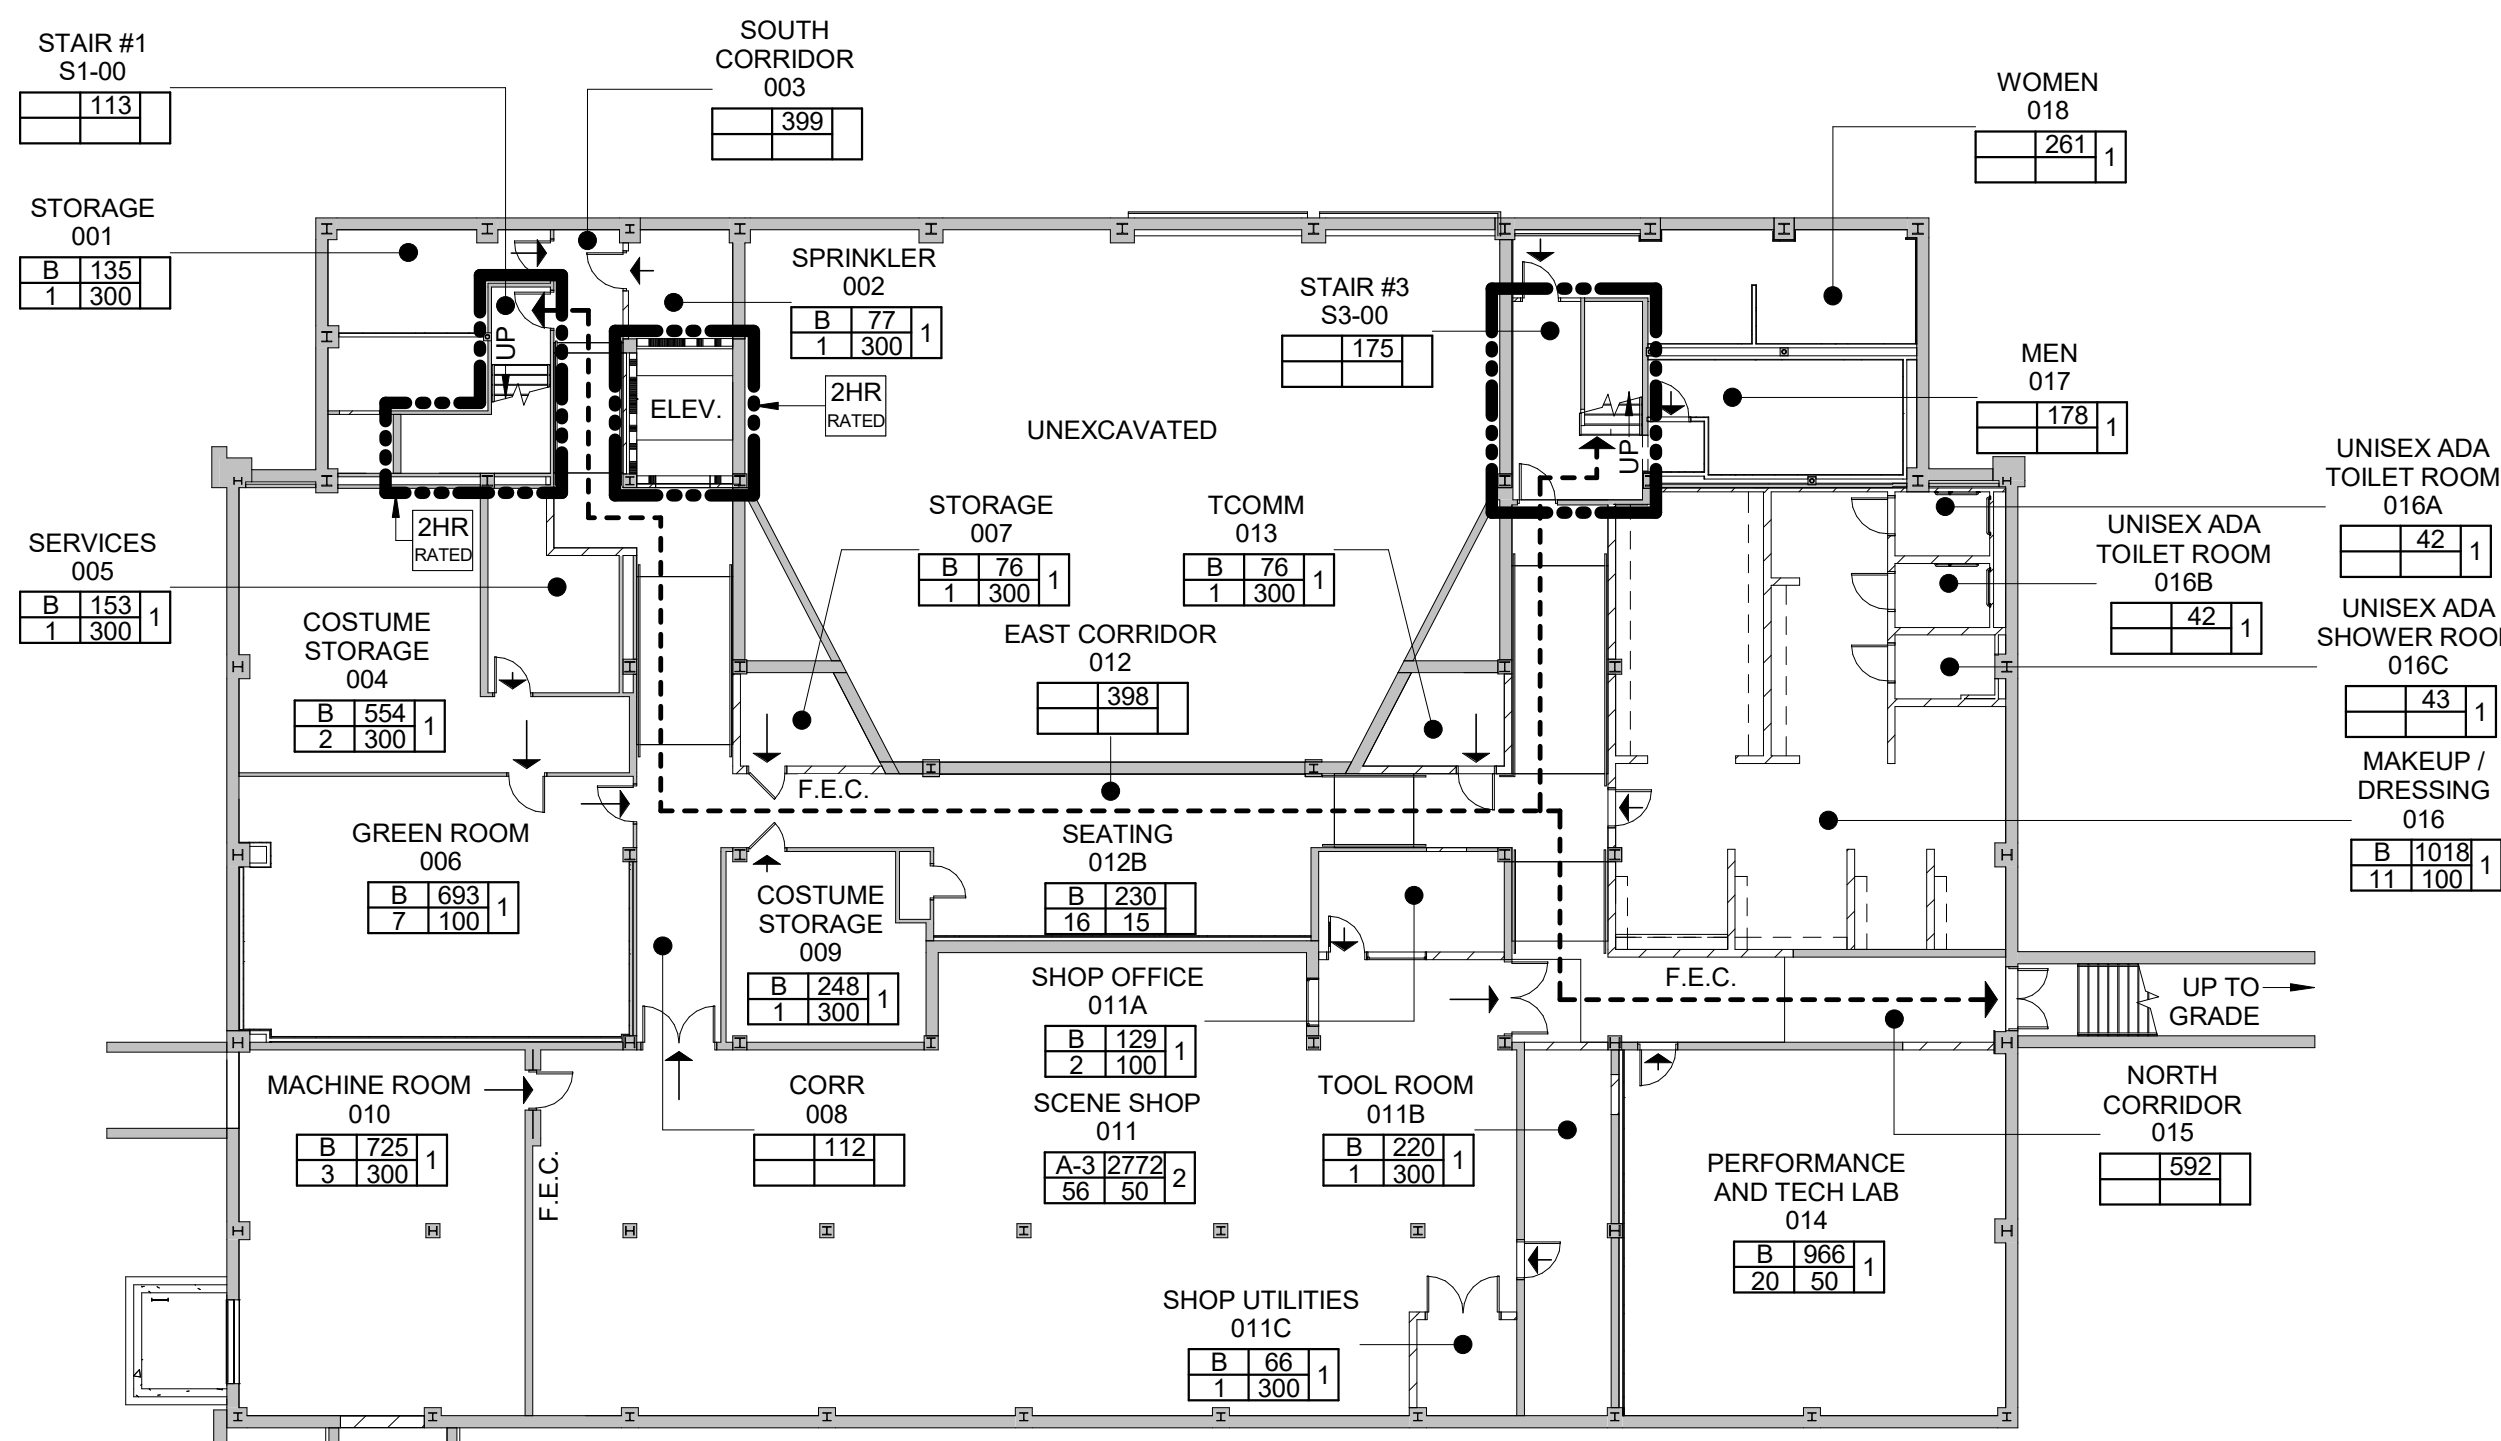 STAIR #1
S1-00
113
SOUTH
CORRIDOR
003
399
WOMEN
018
261 1
STORAGE
001
B 135
1 300
SPRINKLER
002
B 77 1
1 300
STAIR #3
S3-00
175
MEN
017
178 1
UP
ELEV.
2HR
RATED
UNEXCAVATED
UP
UNISEX ADA
TOILET ROOM
016A
42 1
2HR
RATED
STORAGE
007
B 76 1
1 300
TCOMM
013
B 76 1
1 300
UNISEX ADA
TOILET ROOM
016B
42 1
SERVICES
005
B 153 1
1 300
COSTUME
STORAGE
004
B 554 1
2 300
EAST CORRIDOR
012
398
UNISEX ADA
SHOWER ROO
016C
43 1
F.E.C.
MAKEUP /
DRESSING
016
B 1018 1
11 100
GREEN ROOM
006
B 693 1
7 100
SEATING
012B
B 230
16 15
COSTUME
STORAGE
009
B 248 1
1 300
SHOP OFFICE
011A
B 129 1
2 100
F.E.C.
UP TO
GRADE
MACHINE ROOM
010
B 725 1
3 300
F.E.C.
CORR
008
112
SCENE SHOP
011
A-3 2772 2
56 50
TOOL ROOM
011B
B 220 1
1 300
NORTH
CORRIDOR
015
592
PERFORMANCE
AND TECH LAB
014
B 966 1
20 50
SHOP UTILITIES
011C
B 66 1
1 300